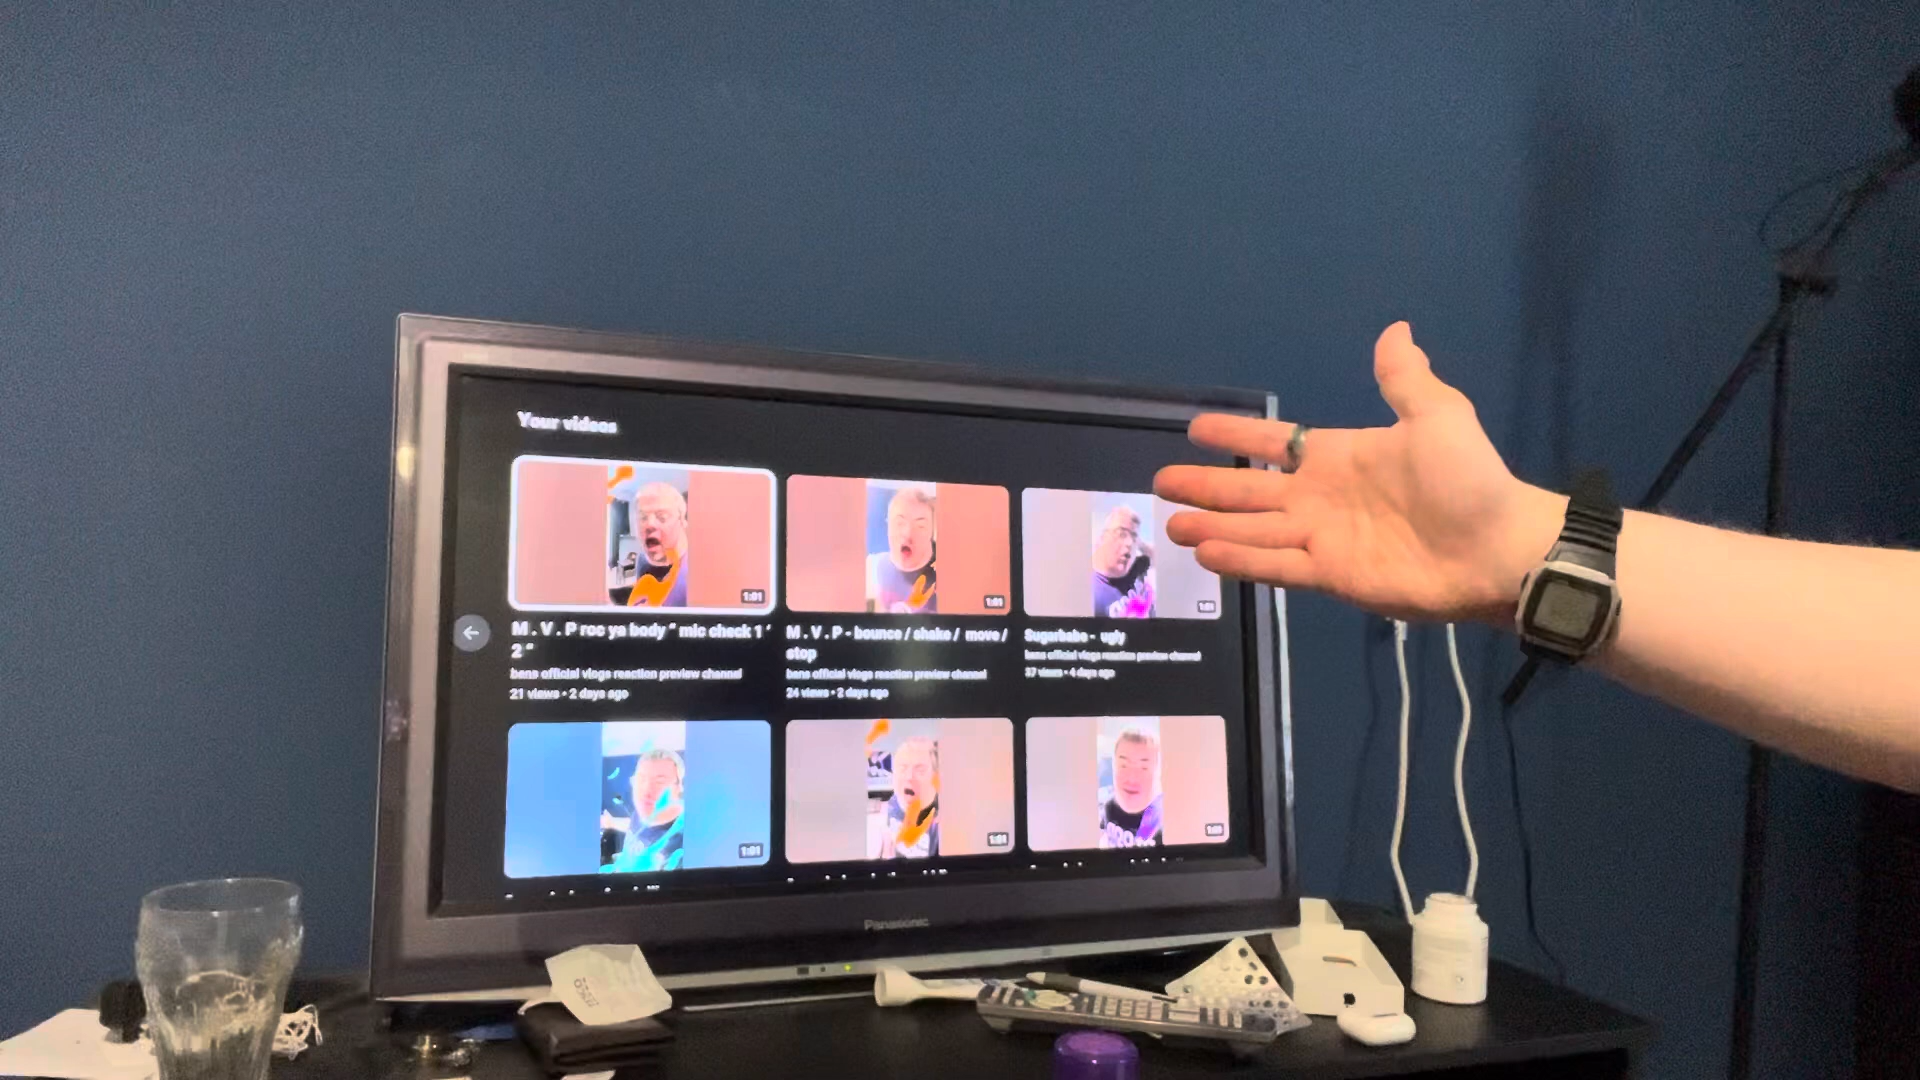 Your videos
1:01
1:01
1:01
M . V . P roc ya body " mic check 1 '
2 "
bens official vlogs reaction preview channel
21 views • 2 days ago
M . V . P - bounce / shake / move /
stop
bens official vlogs reaction preview channel
24 views • 2 days ago
Sugarbabe - ugly
bens official vlogs reaction preview channel
37 views • 4 days ago
1:01
1:01
1:01
Panasonic